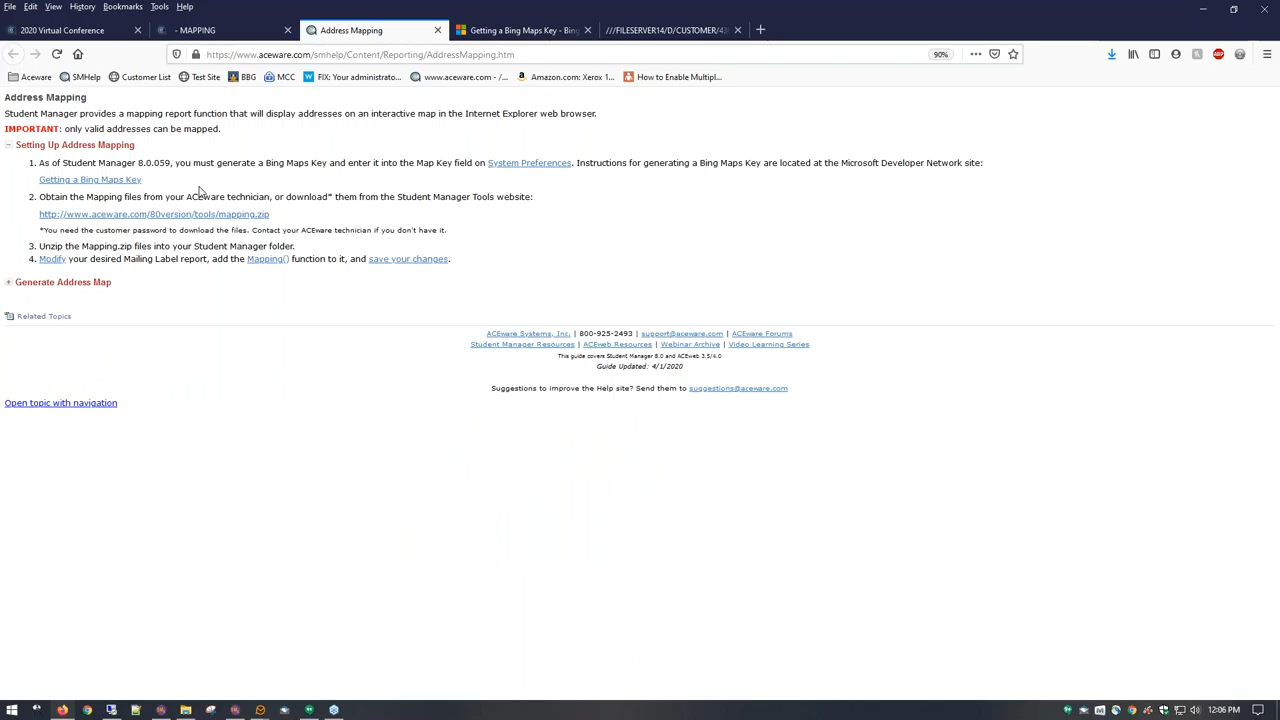 File Edit View History Bookmarks Tools Help
2020 Virtual Conference
- MAPPING
Address Mapping
Getting a Bing Maps Key - Bing
///FILESERVER14/D/CUSTOMER/43
https://www.aceware.com/smhelp/Content/Reporting/AddressMapping.htm
90%
Aceware SMHelp Customer List Test Site BBG MCC FIX: Your administrato... www.aceware.com - /... Amazon.com: Xerox 1... How to Enable Multipl...
Address Mapping
Student Manager provides a mapping report function that will display addresses on an interactive map in the Internet Explorer web browser.
IMPORTANT: only valid addresses can be mapped.
Setting Up Address Mapping
1. As of Student Manager 8.0.059, you must generate a Bing Maps Key and enter it into the Map Key field on System Preferences. Instructions for generating a Bing Maps Key are located at the Microsoft Developer Network site:
Getting a Bing Maps Key
2. Obtain the Mapping files from your ACEware technician, or download* them from the Student Manager Tools website:
http://www.aceware.com/80version/tools/mapping.zip
*You need the customer password to download the files. Contact your ACEware technician if you don't have it.
3. Unzip the Mapping.zip files into your Student Manager folder.
4. Modify your desired Mailing Label report, add the Mapping() function to it, and save your changes.
Generate Address Map
Related Topics
ACEware Systems, Inc. | 800-925-2493 | support@aceware.com | ACEware Forums
Student Manager Resources | ACEweb Resources | Webinar Archive | Video Learning Series
This guide covers Student Manager 8.0 and ACEweb 3.5/4.0
Guide Updated: 4/1/2020
Suggestions to improve the Help site? Send them to suggestions@aceware.com
Open topic with navigation
12:06 PM